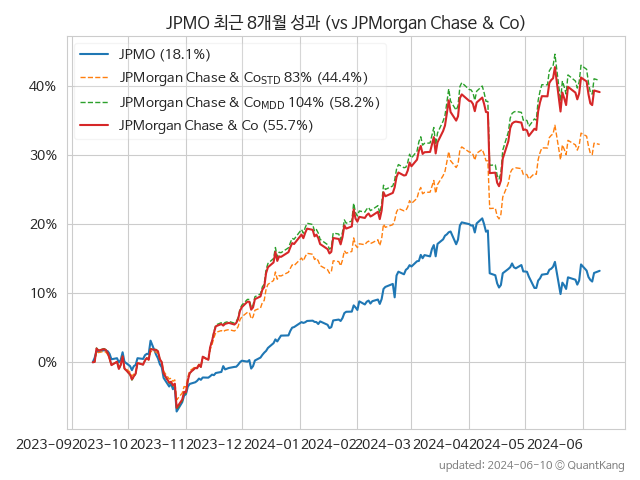 JPMO 최근 8개월 성과 (vs JPMorgan Chase & Co)
JPMO (18.1%)
JPMorgan Chase & CoSTD 83% (44.4%)
JPMorgan Chase & CoMDD 104% (58.2%)
JPMorgan Chase & Co (55.7%)
40%
30%
20%
10%
0%
2023-09 2023-10 2023-11 2023-12 2024-01 2024-02 2024-03 2024-04 2024-05 2024-06
updated: 2024-06-10 © QuantKang